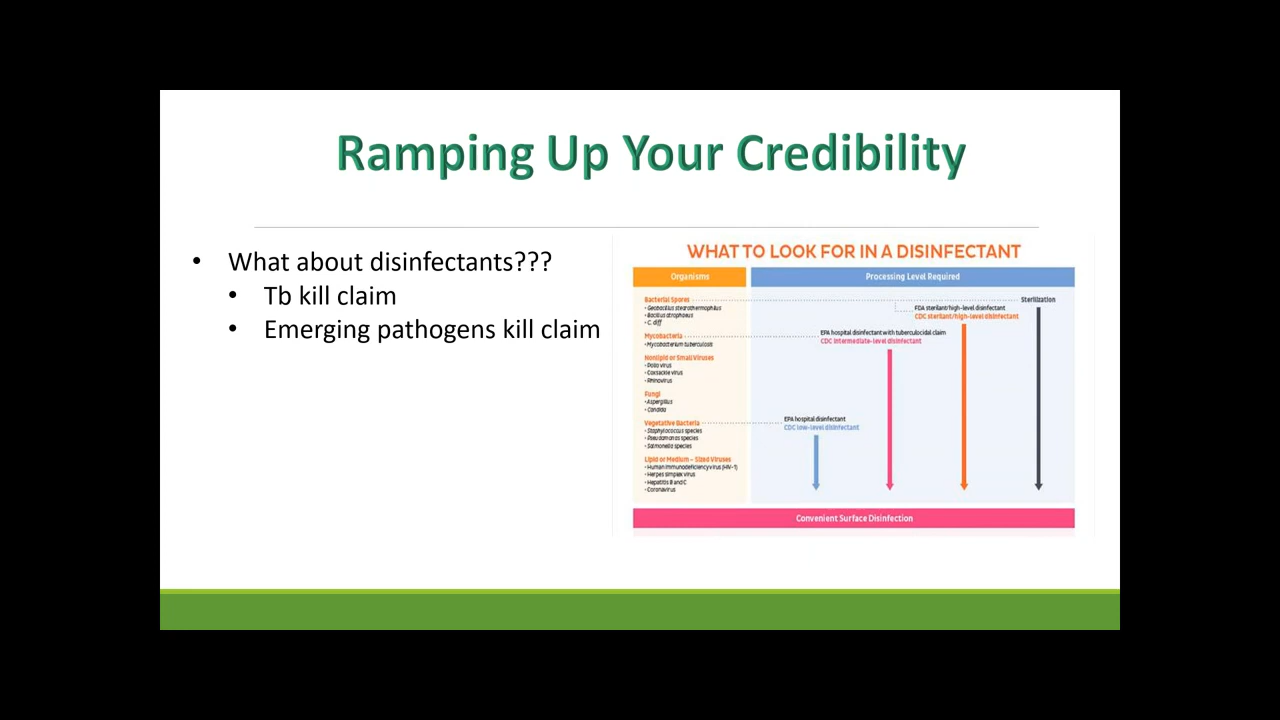 Ramping Up Your Credibility
• What about disinfectants???
• Tb kill claim
• Emerging pathogens kill claim
WHAT TO LOOK FOR IN A DISINFECTANT
Organisms
Processing Level Required
Bacterial Spores
• Geobacillus stearothermophilus
• Bacillus atrophaeus
• C. diff
Mycobacteria
• Mycobacterium tuberculosis
Nonlipid or Small Viruses
• Polio virus
• Coxsackie virus
• Rhinovirus
Fungi
• Aspergillus
• Candida
Vegetative Bacteria
• Staphylococcus species
• Pseudomonas species
• Salmonella species
Lipid or Medium – Sized Viruses
• Human Immunodeficiency virus (HIV-1)
• Herpes simplex virus
• Hepatitis B and C
• Coronavirus
Sterilization
FDA sterilant/high-level disinfectant
CDC sterilant/high-level disinfectant
EPA hospital disinfectant with tuberculocidal claim
CDC intermediate-level disinfectant
EPA hospital disinfectant
CDC low-level disinfectant
Convenient Surface Disinfection